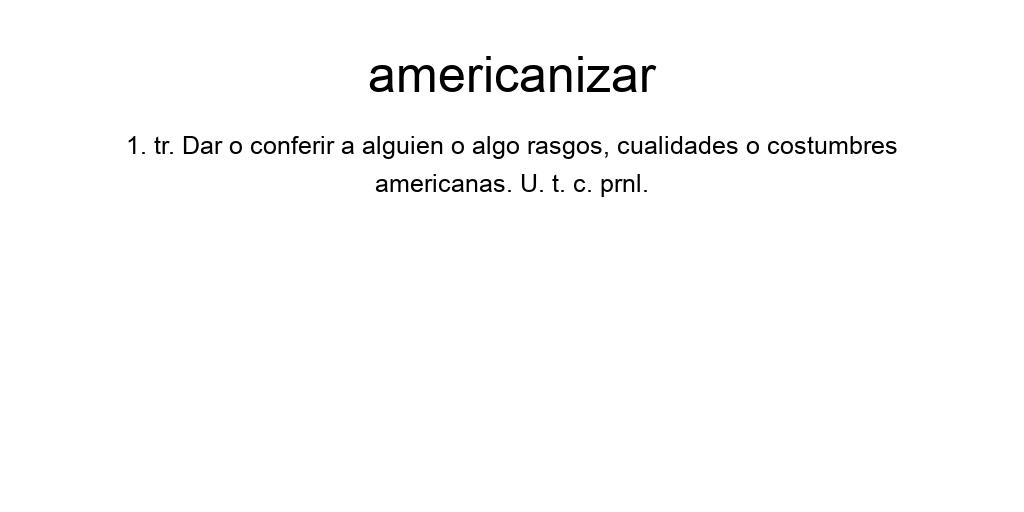 americanizar
1. tr. Dar o conferir a alguien o algo rasgos, cualidades o costumbres
americanas. U. t. c. prnl.